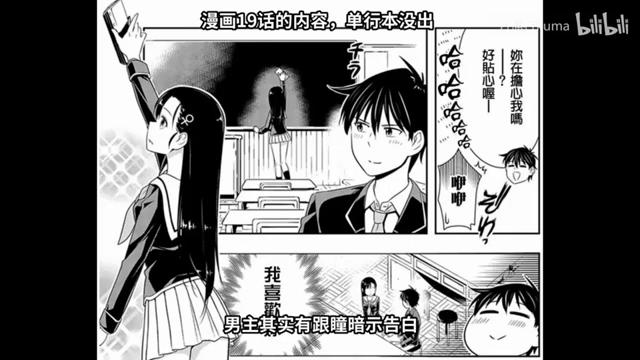 漫画19话的内容，单行本没出
bilibili
妳在擔心我嗎
——？
好貼心喔—
哈哈哈哈哈哈
咿咿
チラ
我喜歡
男主其实有跟瞳暗示告白